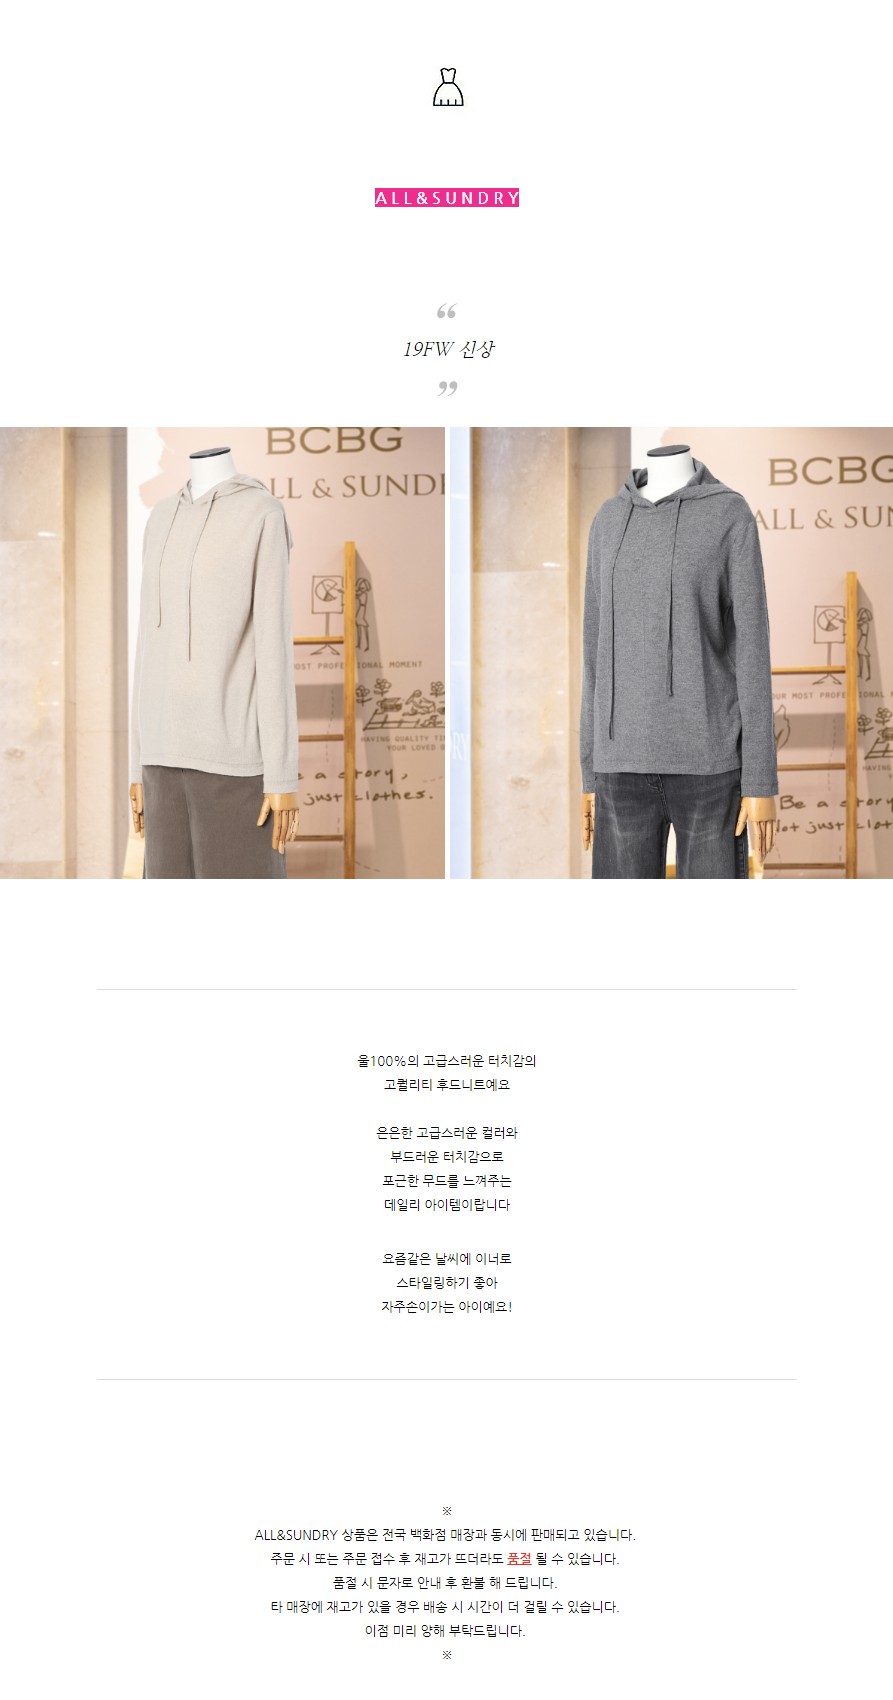 ALL&SUNDRY
“
19FW 신상
”
BCBG
ALL & SUNDR
MOST PROFESSIONAL MOMENT
HAVING QUALITY TI
YOUR LOVED O
be a story,
just clothes.
BCBG
ALL & SUN
YOUR MOST PROFESSIONAL
HAVING
Be a story
Not just clo
울100%의 고급스러운 터치감의
고퀄리티 후드니트예요
은은한 고급스러운 컬러와
부드러운 터치감으로
포근한 무드를 느껴주는
데일리 아이템이랍니다
요즘같은 날씨에 이너로
스타일링하기 좋아
자주손이가는 아이예요!
※
ALL&SUNDRY 상품은 전국 백화점 매장과 동시에 판매되고 있습니다.
주문 시 또는 주문 접수 후 재고가 뜨더라도 품절 될 수 있습니다.
품절 시 문자로 안내 후 환불 해 드립니다.
타 매장에 재고가 있을 경우 배송 시 시간이 더 걸릴 수 있습니다.
이점 미리 양해 부탁드립니다.
※